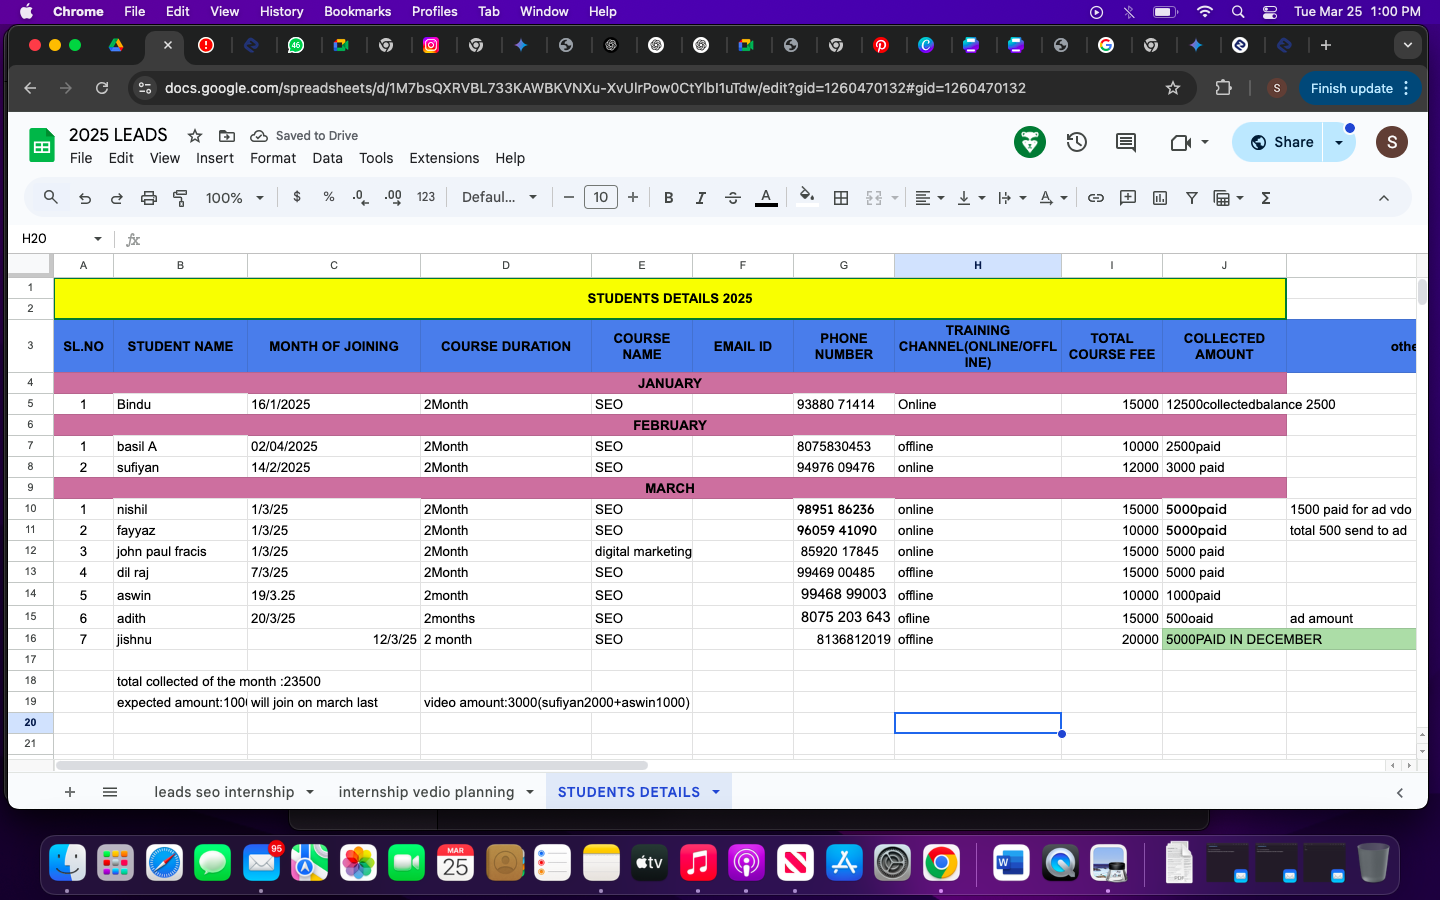 Chrome File Edit View History Bookmarks Profiles Tab Window Help Tue Mar 25 1:00 PM
46
docs.google.com/spreadsheets/d/1M7bsQXRVBL733KAWBKVNXu-XvUlrPow0CtYlbI1uTdw/edit?gid=1260470132#gid=1260470132 S Finish update
2025 LEADS Saved to Drive
File Edit View Insert Format Data Tools Extensions Help Share S
100% $ % .0 .00 123 Defaul... 10 B I A Σ
H20 fx
A B C D E F G H I J
1
2
STUDENTS DETAILS 2025
3 SL.NO STUDENT NAME MONTH OF JOINING COURSE DURATION COURSE NAME EMAIL ID PHONE NUMBER TRAINING CHANNEL(ONLINE/OFFLINE) TOTAL COURSE FEE COLLECTED AMOUNT othe
4 JANUARY
5 1 Bindu 16/1/2025 2Month SEO 93880 71414 Online 15000 12500collectedbalance 2500
6 FEBRUARY
7 1 basil A 02/04/2025 2Month SEO 8075830453 offline 10000 2500paid
8 2 sufiyan 14/2/2025 2Month SEO 94976 09476 online 12000 3000 paid
9 MARCH
10 1 nishil 1/3/25 2Month SEO 98951 86236 online 15000 5000paid 1500 paid for ad vdo
11 2 fayyaz 1/3/25 2Month SEO 96059 41090 online 10000 5000paid total 500 send to ad
12 3 john paul fracis 1/3/25 2Month digital marketing 85920 17845 online 15000 5000 paid
13 4 dil raj 7/3/25 2Month SEO 99469 00485 offline 15000 5000 paid
14 5 aswin 19/3.25 2month SEO 99468 99003 offline 10000 1000paid
15 6 adith 20/3/25 2months SEO 8075 203 643 ofline 15000 500oaid ad amount
16 7 jishnu 12/3/25 2 month SEO 8136812019 offline 20000 5000PAID IN DECEMBER
17
18 total collected of the month :23500
19 expected amount:100 will join on march last video amount:3000(sufiyan2000+aswin1000)
20
21
leads seo internship internship vedio planning STUDENTS DETAILS
95 MAR 25 tv W PDF